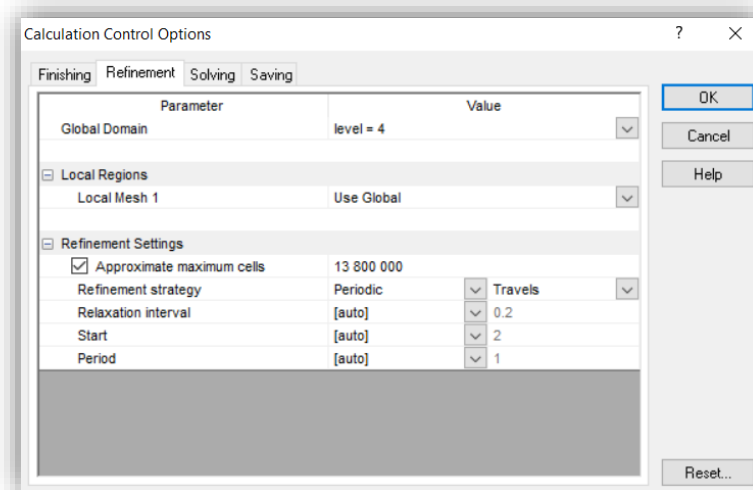 Calculation Control Options ?
Finishing Refinement Solving Saving
Parameter Value
Global Domain level = 4
Local Regions
Local Mesh 1 Use Global
Refinement Settings
Approximate maximum cells 13 800 000
Refinement strategy Periodic Travels
Relaxation interval [auto] 0.2
Start [auto] 2
Period [auto] 1
OK
Cancel
Help
Reset...